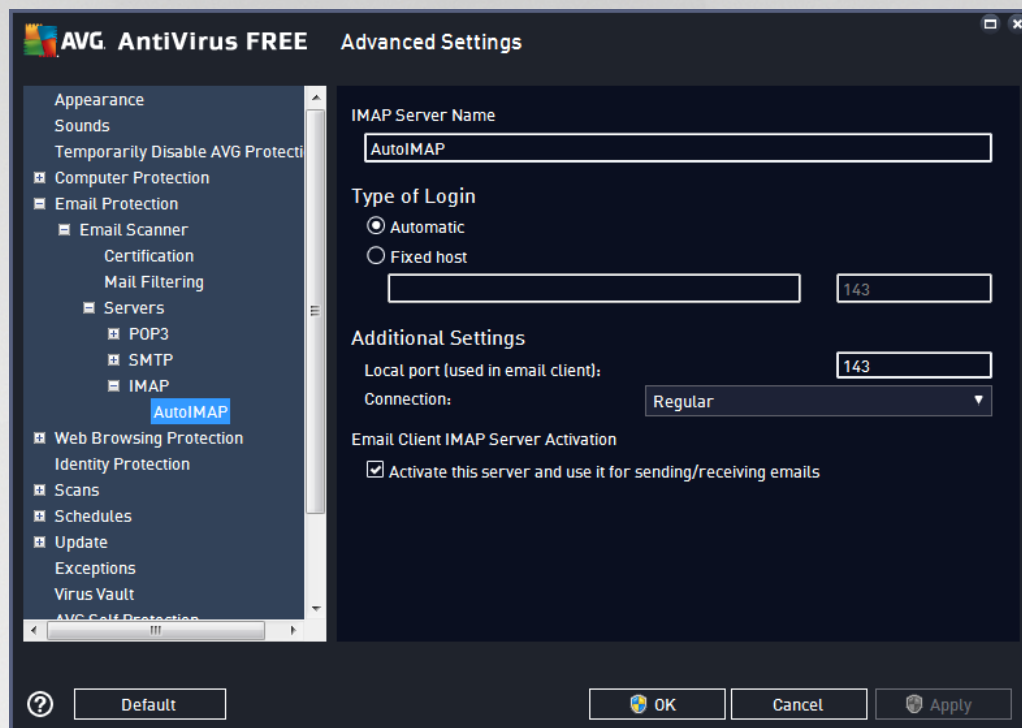 AVG AntiVirus FREE Advanced Settings
Appearance
Sounds
Temporarily Disable AVG Protecti
Computer Protection
Email Protection
Email Scanner
Certification
Mail Filtering
Servers
POP3
SMTP
IMAP
AutoIMAP
Web Browsing Protection
Identity Protection
Scans
Schedules
Update
Exceptions
Virus Vault
AVG Self Protection
IMAP Server Name
AutoIMAP
Type of Login
Automatic
Fixed host
143
Additional Settings
Local port (used in email client): 143
Connection: Regular
Email Client IMAP Server Activation
Activate this server and use it for sending/receiving emails
Default OK Cancel Apply